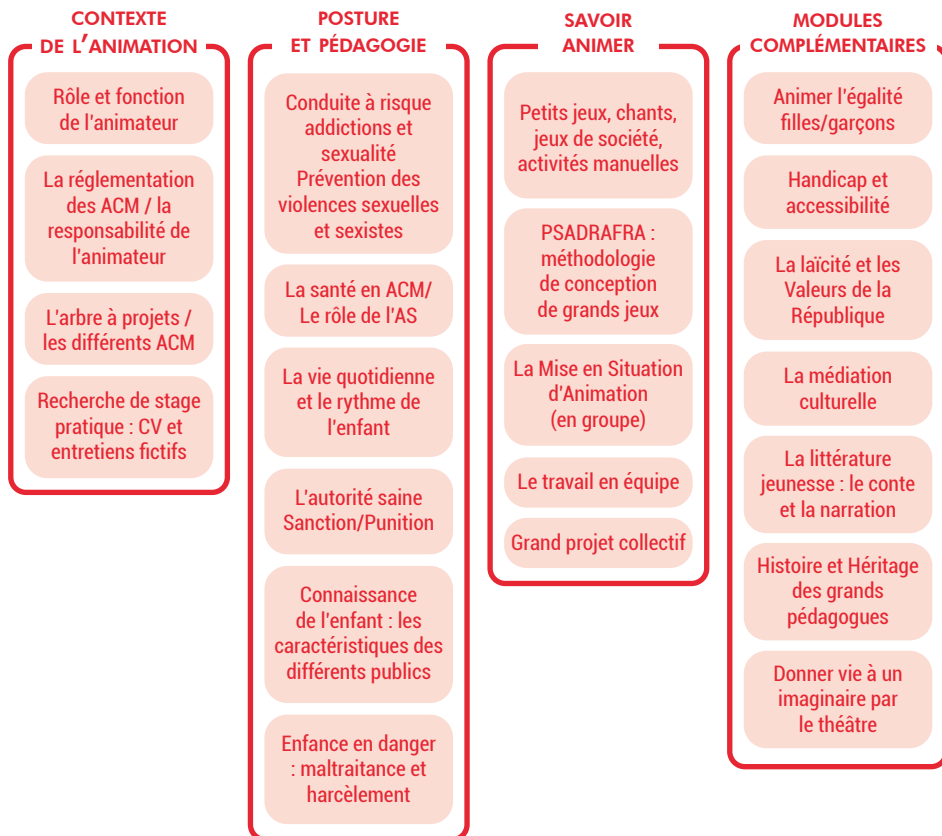 CONTEXTE
DE L'ANIMATION
Rôle et fonction
de l'animateur
La réglementation
des ACM / la
responsabilité de
l'animateur
L'arbre à projets /
les différents ACM
Recherche de stage
pratique : CV et
entretiens fictifs
POSTURE
ET PÉDAGOGIE
Conduite à risque
addictions et
sexualité
Prévention des
violences sexuelles
et sexistes
La santé en ACM/
Le rôle de l'AS
La vie quotidienne
et le rythme de
l'enfant
L'autorité saine
Sanction/Punition
Connaissance
de l'enfant : les
caractéristiques des
différents publics
Enfance en danger
: maltraitance et
harcèlement
SAVOIR
ANIMER
Petits jeux, chants,
jeux de société,
activités manuelles
PSADRAFRA :
méthodologie
de conception
de grands jeux
La Mise en Situation
d'Animation
(en groupe)
Le travail en équipe
Grand projet collectif
MODULES
COMPLÉMENTAIRES
Animer l'égalité
filles/garçons
Handicap et
accessibilité
La laïcité et les
Valeurs de la
République
La médiation
culturelle
La littérature
jeunesse : le conte
et la narration
Histoire et Héritage
des grands
pédagogues
Donner vie à un
imaginaire par
le théâtre